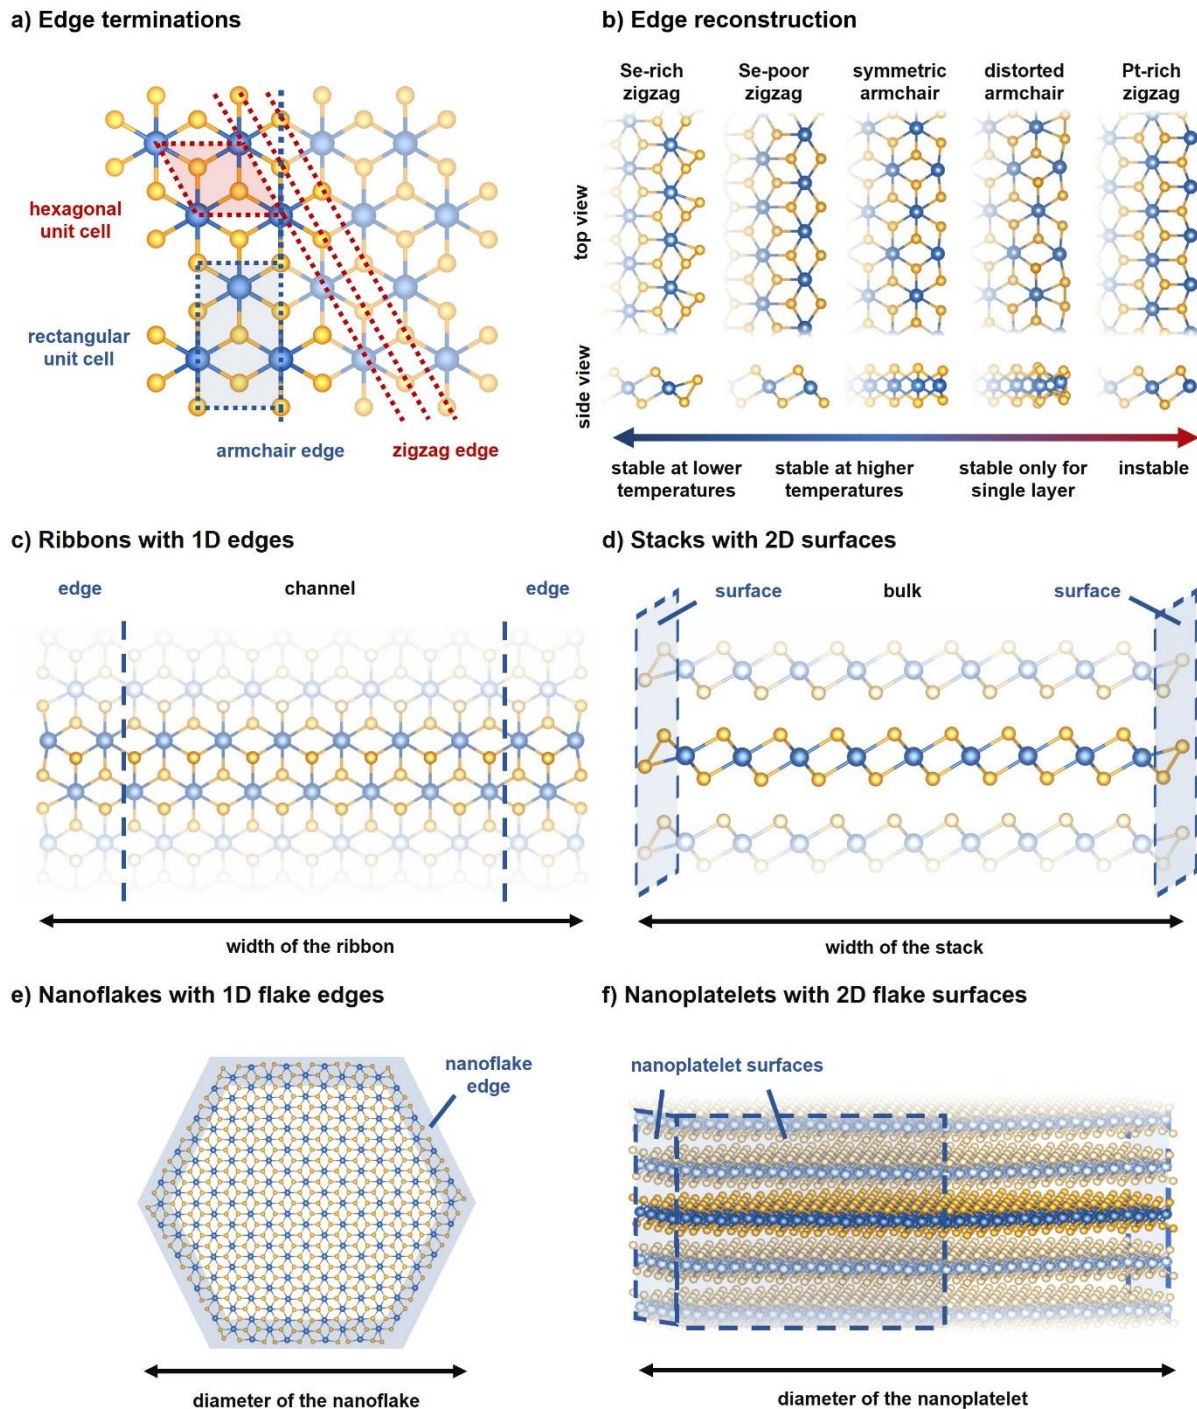 a) Edge terminations
hexagonal
unit cell
rectangular
unit cell
armchair edge
zigzag edge
b) Edge reconstruction
Se-rich
zigzag
Se-poor
zigzag
symmetric
armchair
distorted
armchair
Pt-rich
zigzag
top view
side view
stable at lower
temperatures
stable at higher
temperatures
stable only for
single layer
instable
c) Ribbons with 1D edges
edge
channel
edge
width of the ribbon
d) Stacks with 2D surfaces
surface
bulk
surface
width of the stack
e) Nanoflakes with 1D flake edges
nanoflake
edge
diameter of the nanoflake
f) Nanoplatelets with 2D flake surfaces
nanoplatelet surfaces
diameter of the nanoplatelet